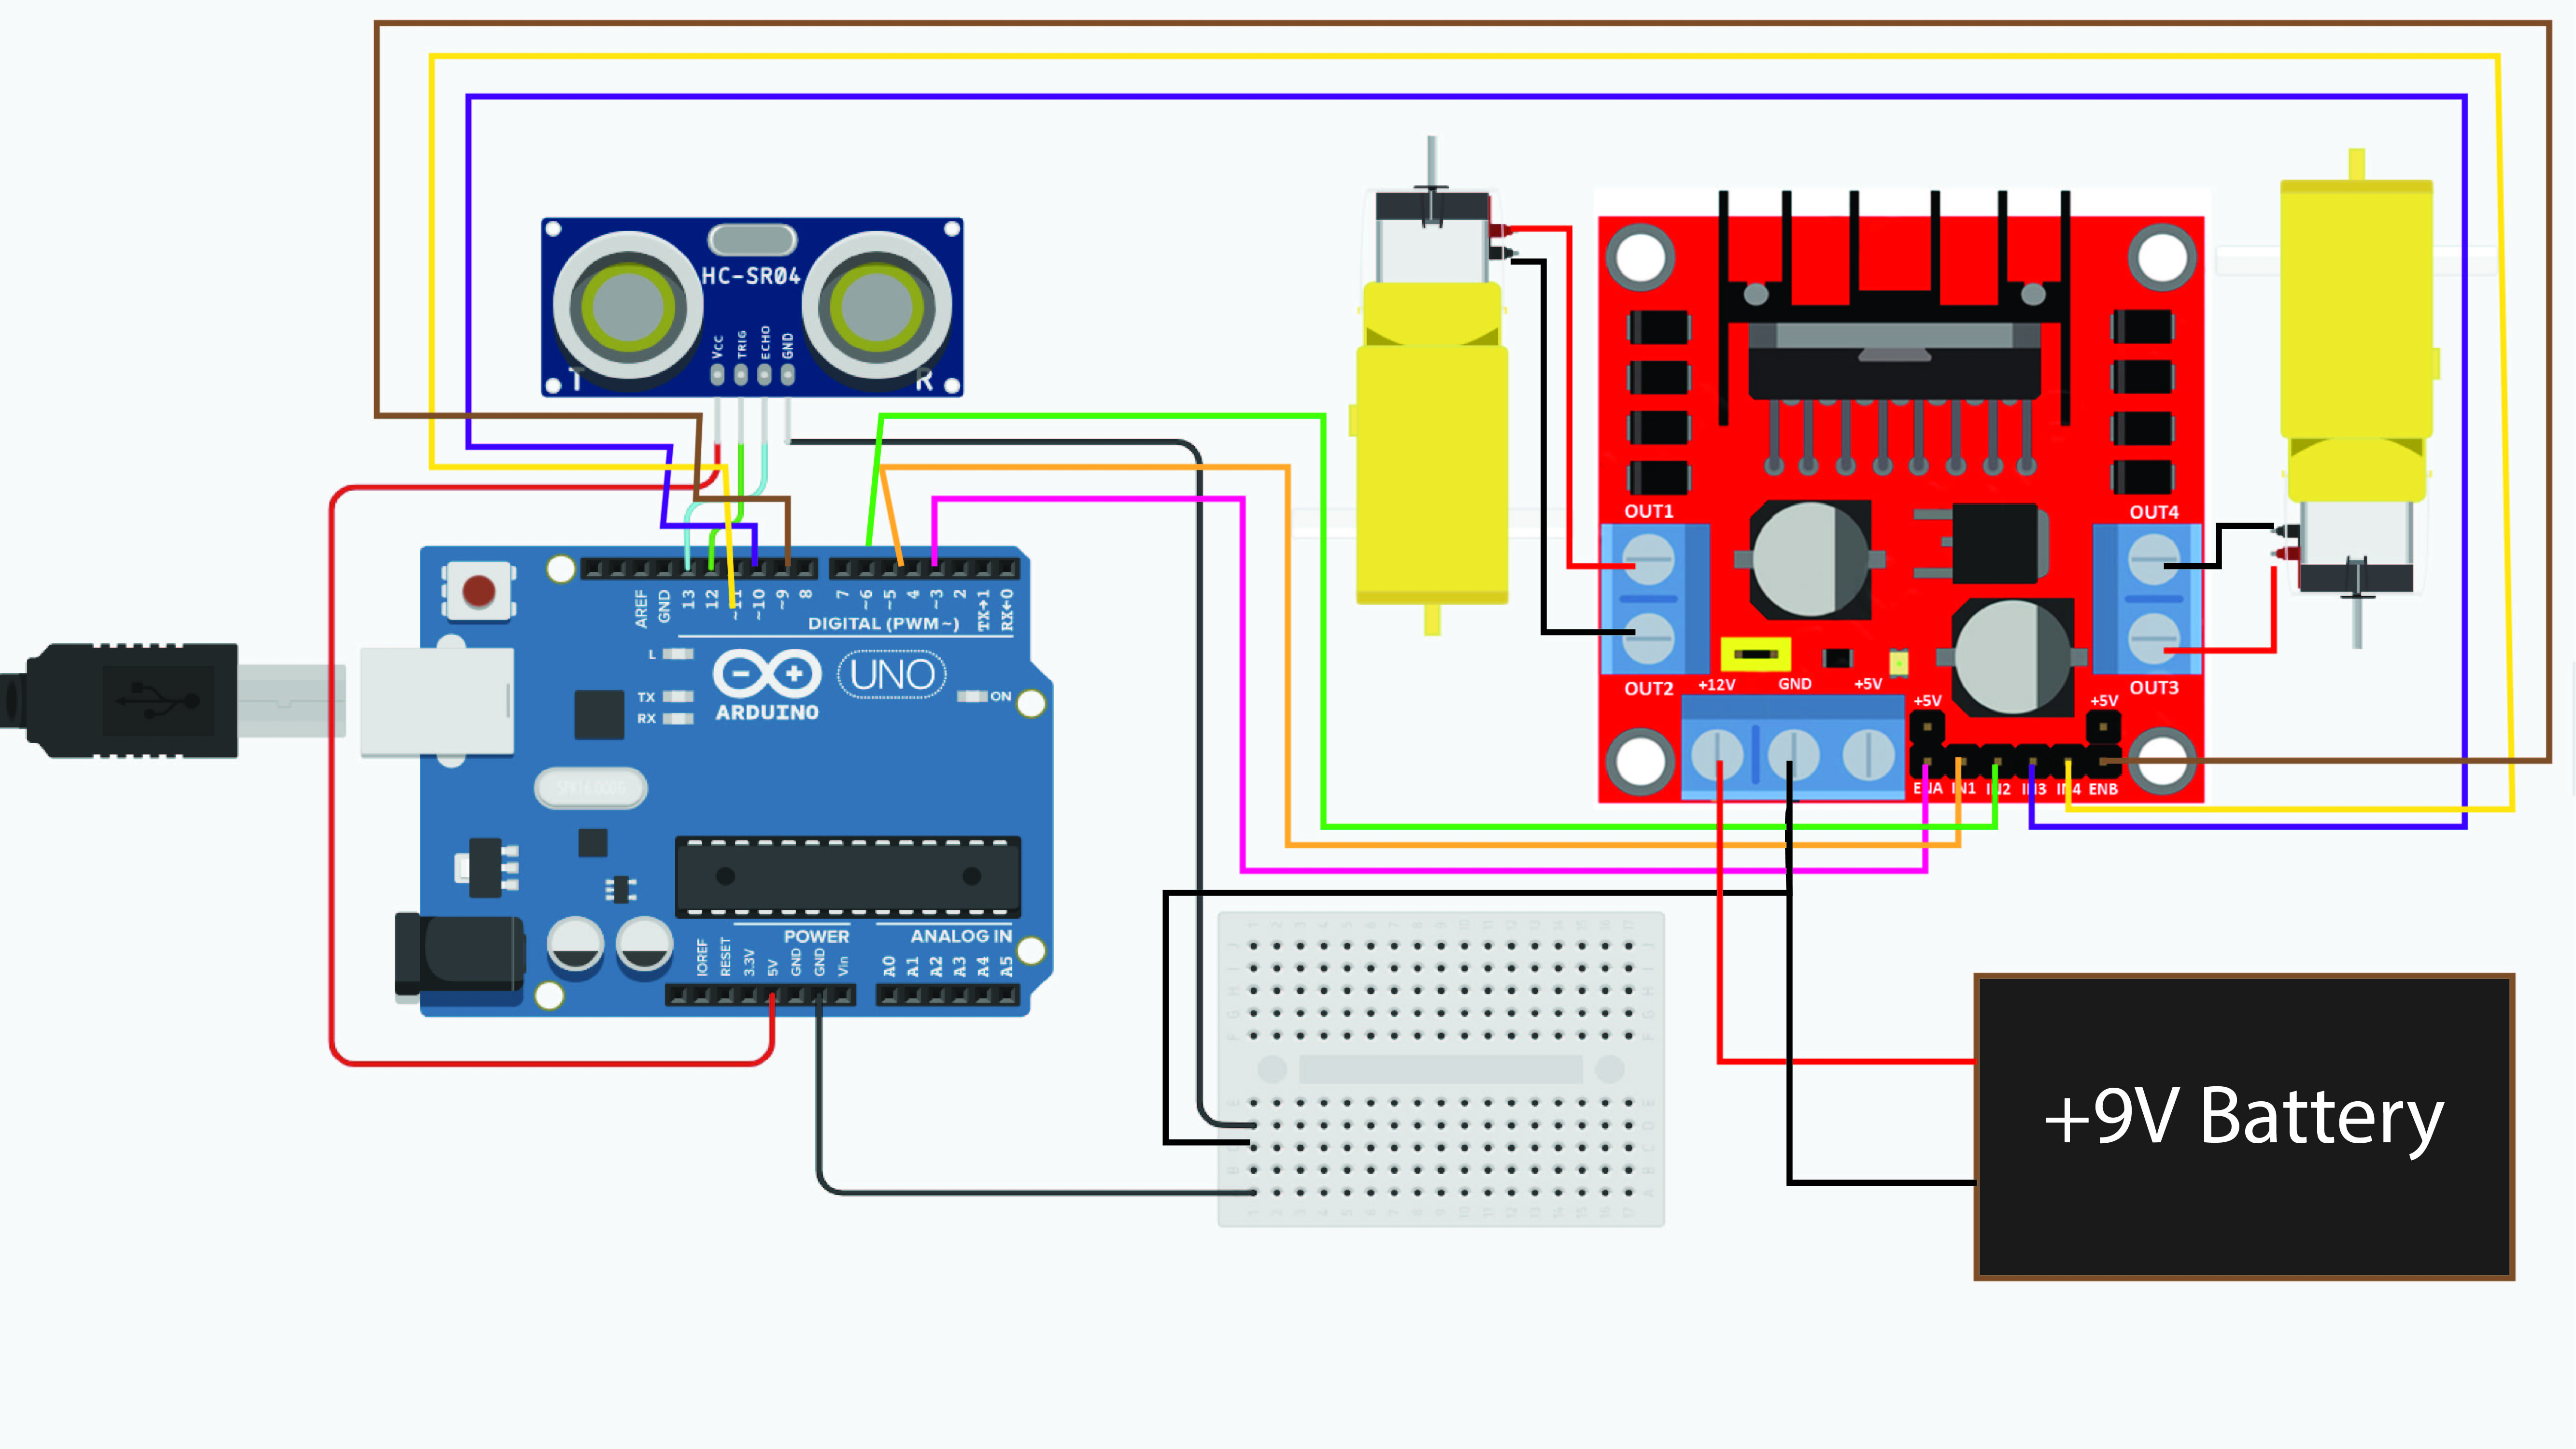 HC-SR04
Vcc
TRIG
ECHO
GND
T
R
AREF
GND
13
12
~11
~10
~9
8
7
~6
~5
4
~3
2
TX→1
RX←0
DIGITAL (PWM~)
L
TX
RX
ARDUINO
UNO
ON
POWER
ANALOG IN
IOREF
RESET
3.3V
5V
GND
GND
Vin
A0
A1
A2
A3
A4
A5
OUT1
OUT4
OUT2
OUT3
+12V
GND
+5V
+5V
+5V
ENA
IN1
IN2
IN3
IN4
ENB
+9V Battery